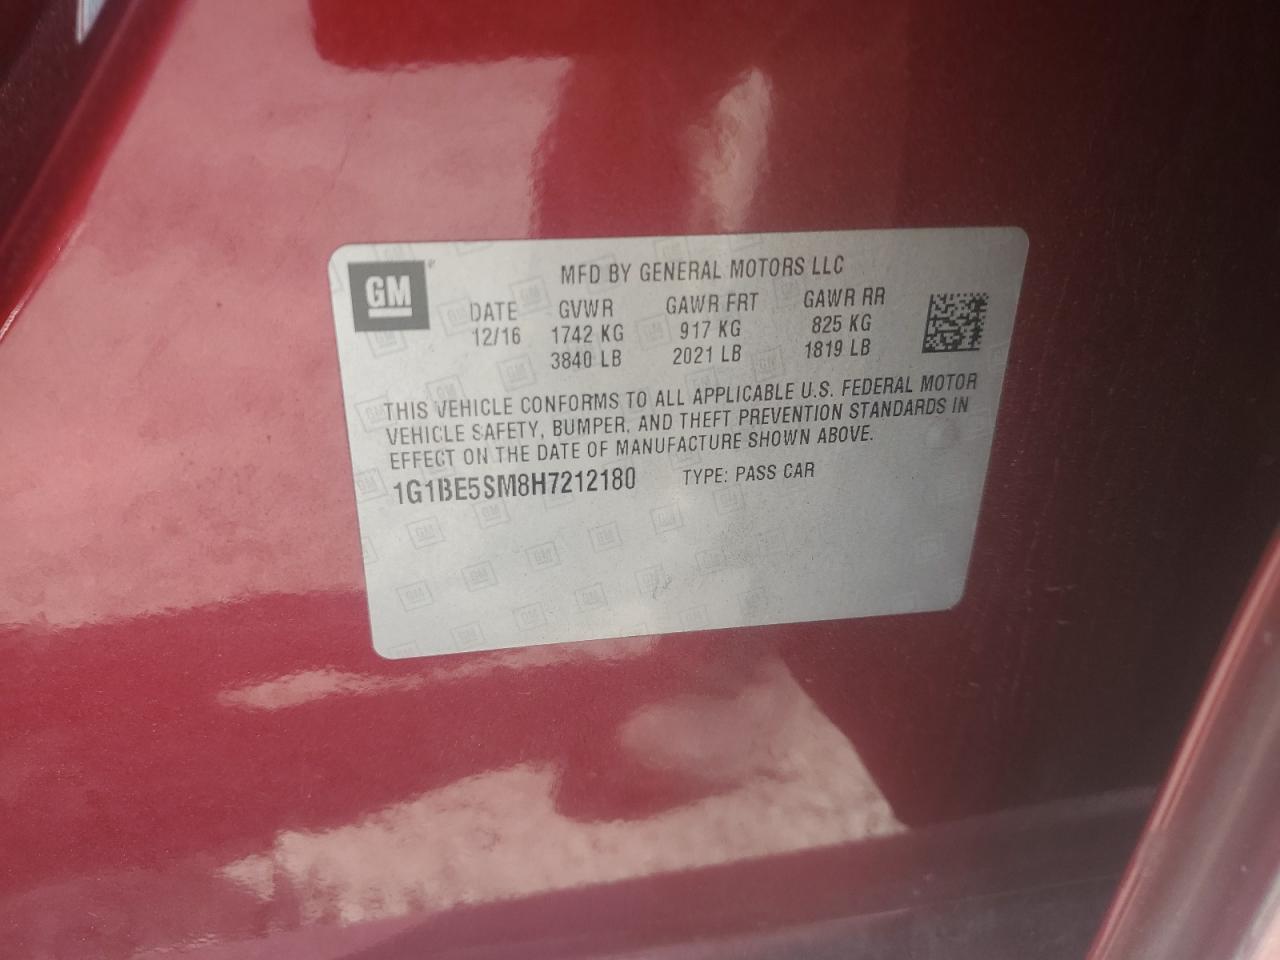 GM
MFD BY GENERAL MOTORS LLC
DATE GVWR GAWR FRT GAWR RR
12/16 1742 KG 917 KG 825 KG
3840 LB 2021 LB 1819 LB
THIS VEHICLE CONFORMS TO ALL APPLICABLE U.S. FEDERAL MOTOR
VEHICLE SAFETY, BUMPER, AND THEFT PREVENTION STANDARDS IN
EFFECT ON THE DATE OF MANUFACTURE SHOWN ABOVE.
1G1BE5SM8H7212180 TYPE: PASS CAR